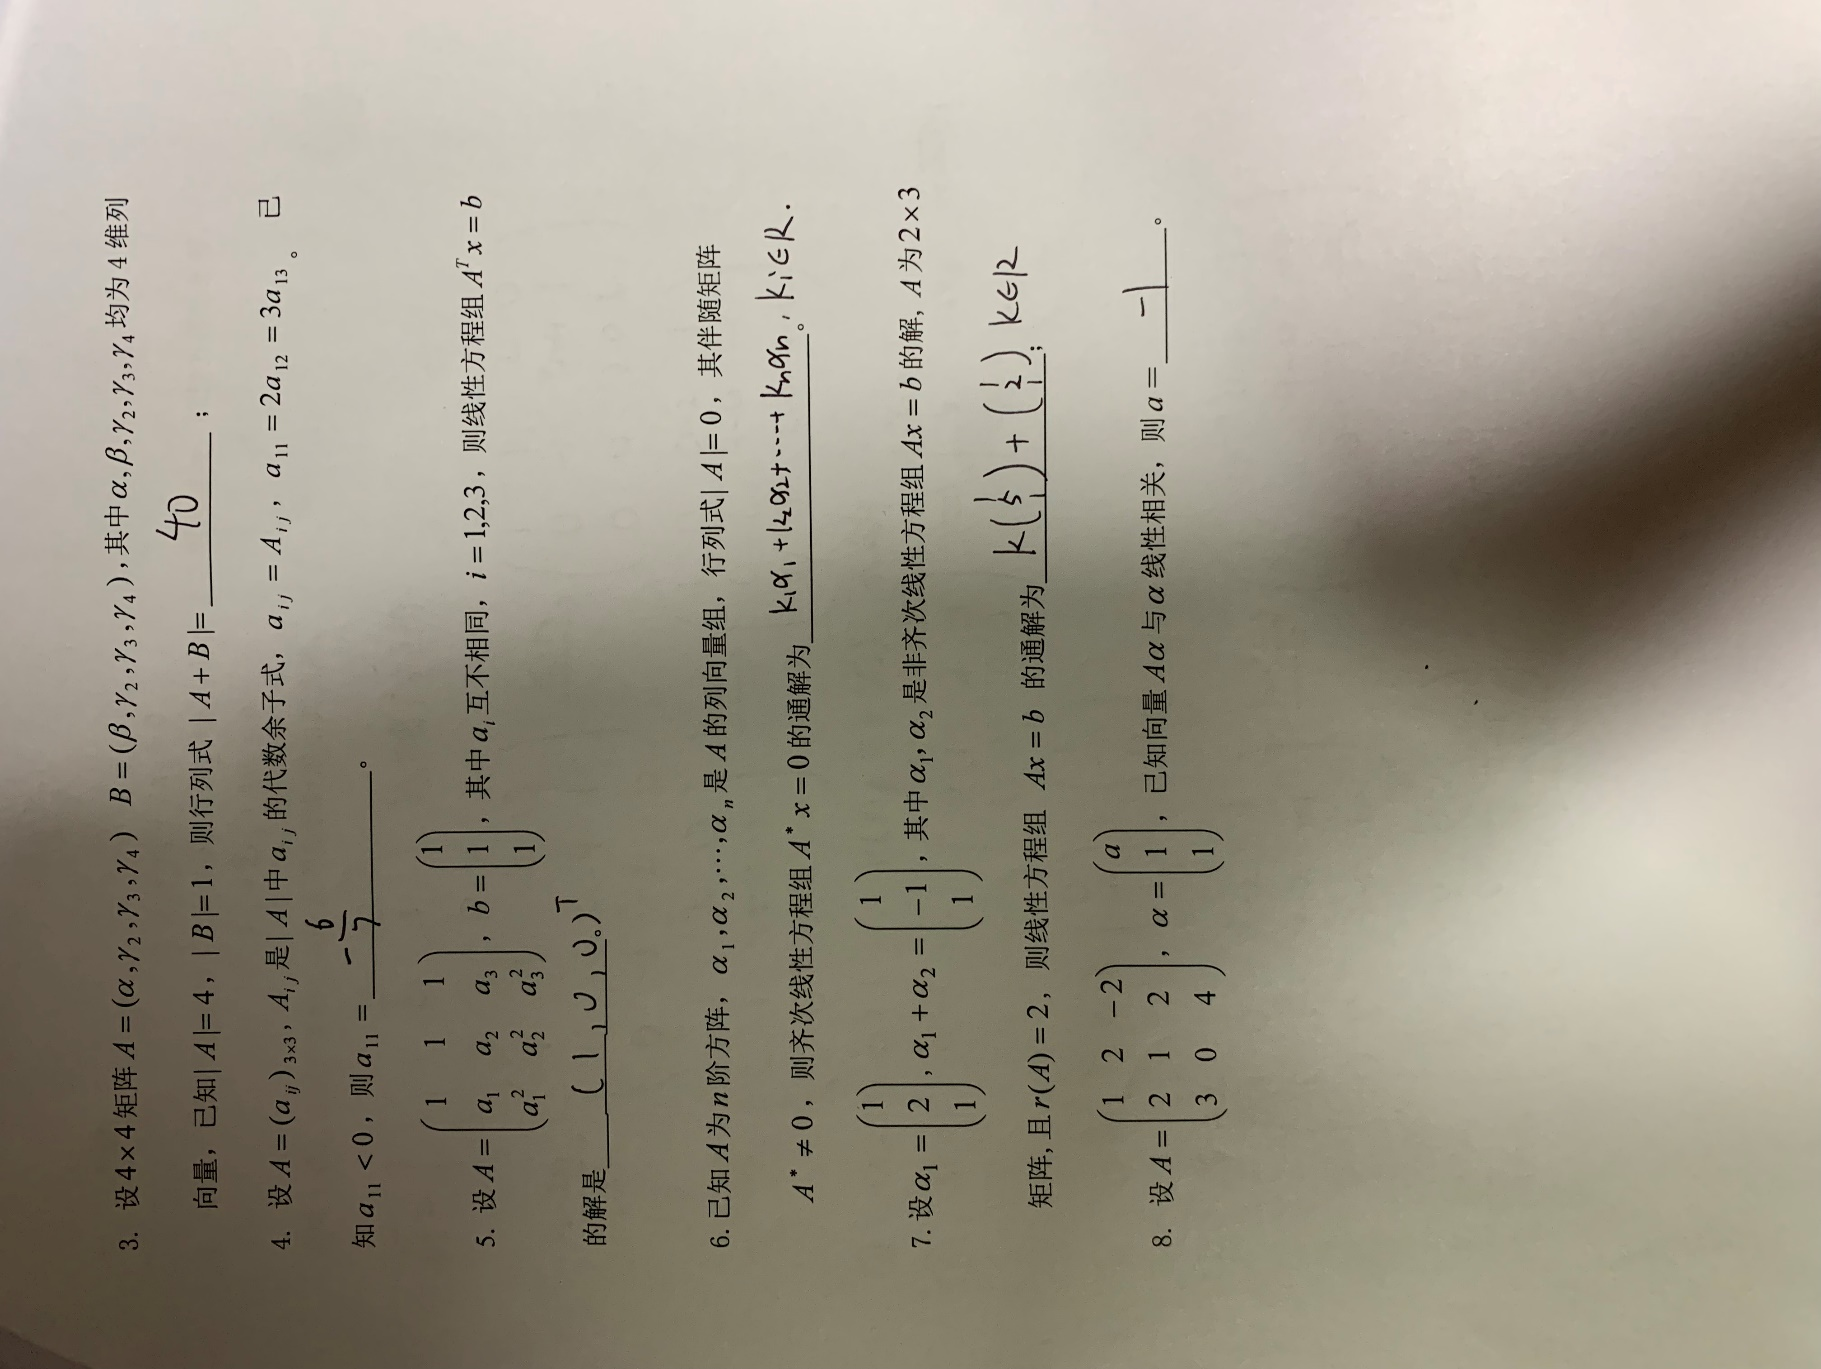 3. 设4×4矩阵 A=(α,γ₂,γ₃,γ₄) B=(β,γ₂,γ₃,γ₄),其中α,β,γ₂,γ₃,γ₄均为4维列
向量，已知|A|=4，|B|=1，则行列式 |A+B|= 40 ；
4. 设A=(aᵢⱼ)₃ₓ₃，Aᵢⱼ是|A|中aᵢⱼ的代数余子式，aᵢⱼ=Aᵢⱼ，a₁₁=2a₁₂=3a₁₃。 已
知a₁₁<0，则a₁₁= -6/7 。
5. 设A=(1 1 1; a₁ a₂ a₃; a₁² a₂² a₃²)，b=(1; 1; 1)，其中aᵢ互不相同，i=1,2,3，则线性方程组Aᵀx=b
的解是 (1,0,0)ᵀ 。
6. 已知A为n阶方阵，α₁,α₂,⋯,αₙ是A的列向量组，行列式|A|=0，其伴随矩阵
A*≠0，则齐次线性方程组A*x=0的通解为 k₁α₁+k₂α₂+⋯+kₙαₙ 。, kᵢ∈R.
7. 设α₁=(1; 2; 1)，α₁+α₂=(1; -1; 1)，其中α₁,α₂是非齐次线性方程组Ax=b的解，A为2×3
矩阵,且r(A)=2，则线性方程组 Ax=b 的通解为 k(1; 5; 1)+(1; 2; 1) ； k∈R
8. 设A=(1 2 -2; 2 1 2; 3 0 4)，α=(a; 1; 1)，已知向量Aα与α线性相关，则a= -1 。